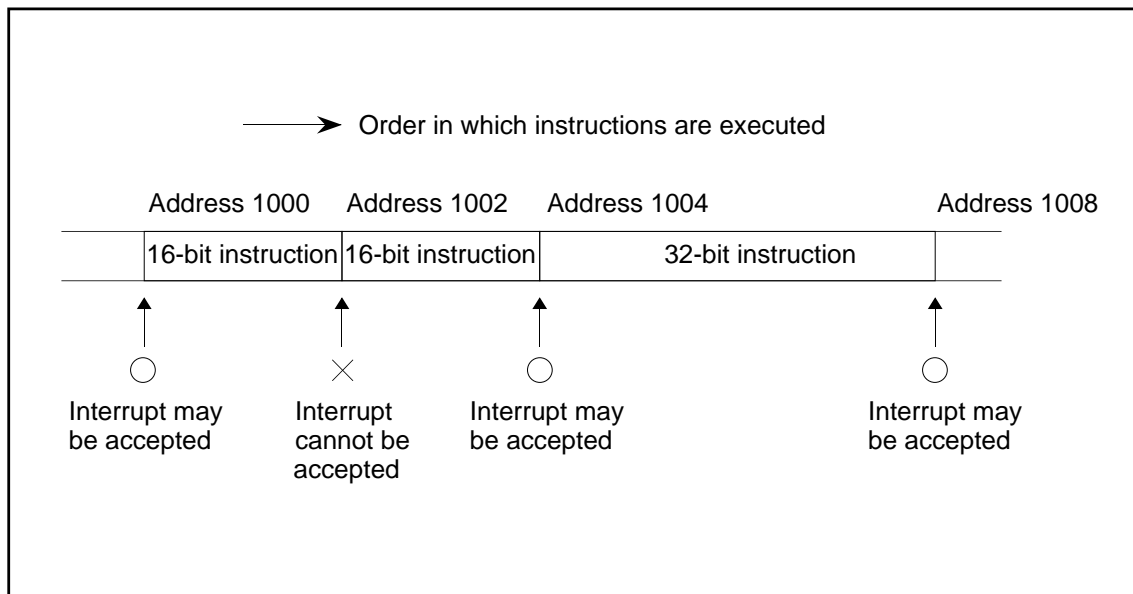 Order in which instructions are executed
Address 1000 Address 1002 Address 1004 Address 1008
16-bit instruction 16-bit instruction 32-bit instruction
Interrupt may
be accepted
Interrupt
cannot be
accepted
Interrupt may
be accepted
Interrupt may
be accepted